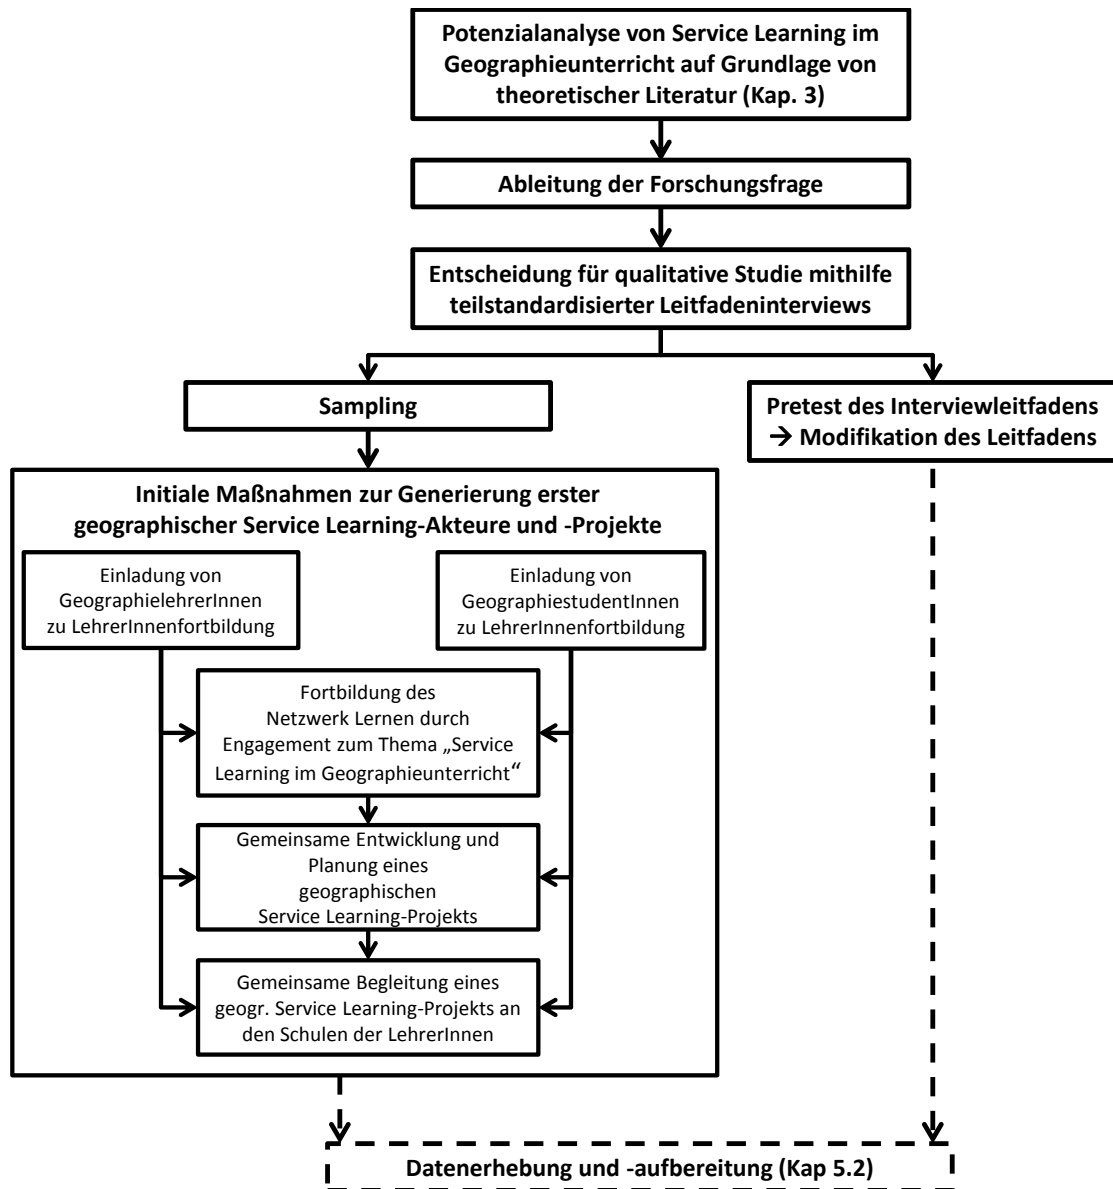 Potenzialanalyse von Service Learning im
Geographieunterricht auf Grundlage von
theoretischer Literatur (Kap. 3)
Ableitung der Forschungsfrage
Entscheidung für qualitative Studie mithilfe
teilstandardisierter Leitfadeninterviews
Sampling
Pretest des Interviewleitfadens
→ Modifikation des Leitfadens
Initiale Maßnahmen zur Generierung erster
geographischer Service Learning-Akteure und -Projekte
Einladung von
GeographielehrerInnen
zu LehrerInnenfortbildung
Einladung von
GeographiestudentInnen
zu LehrerInnenfortbildung
Fortbildung des
Netzwerk Lernen durch
Engagement zum Thema „Service
Learning im Geographieunterricht“
Gemeinsame Entwicklung und
Planung eines
geographischen
Service Learning-Projekts
Gemeinsame Begleitung eines
geogr. Service Learning-Projekts an
den Schulen der LehrerInnen
Datenerhebung und -aufbereitung (Kap 5.2)